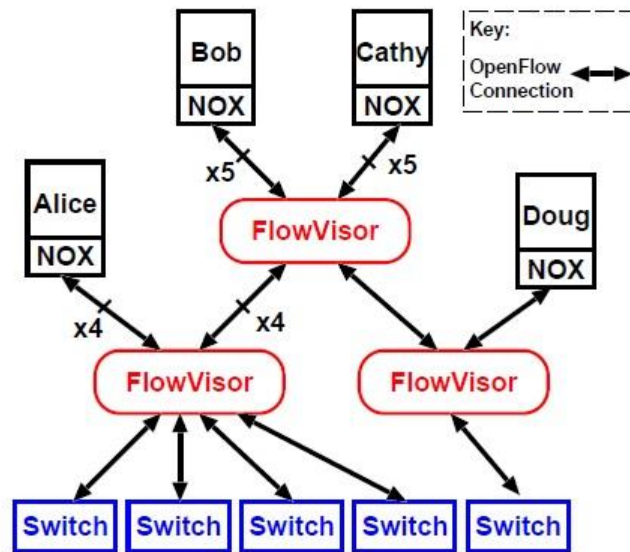 Bob
NOX
Cathy
NOX
Key:
OpenFlow
Connection
x5
x5
Alice
NOX
FlowVisor
Doug
NOX
x4
x4
FlowVisor
FlowVisor
Switch
Switch
Switch
Switch
Switch